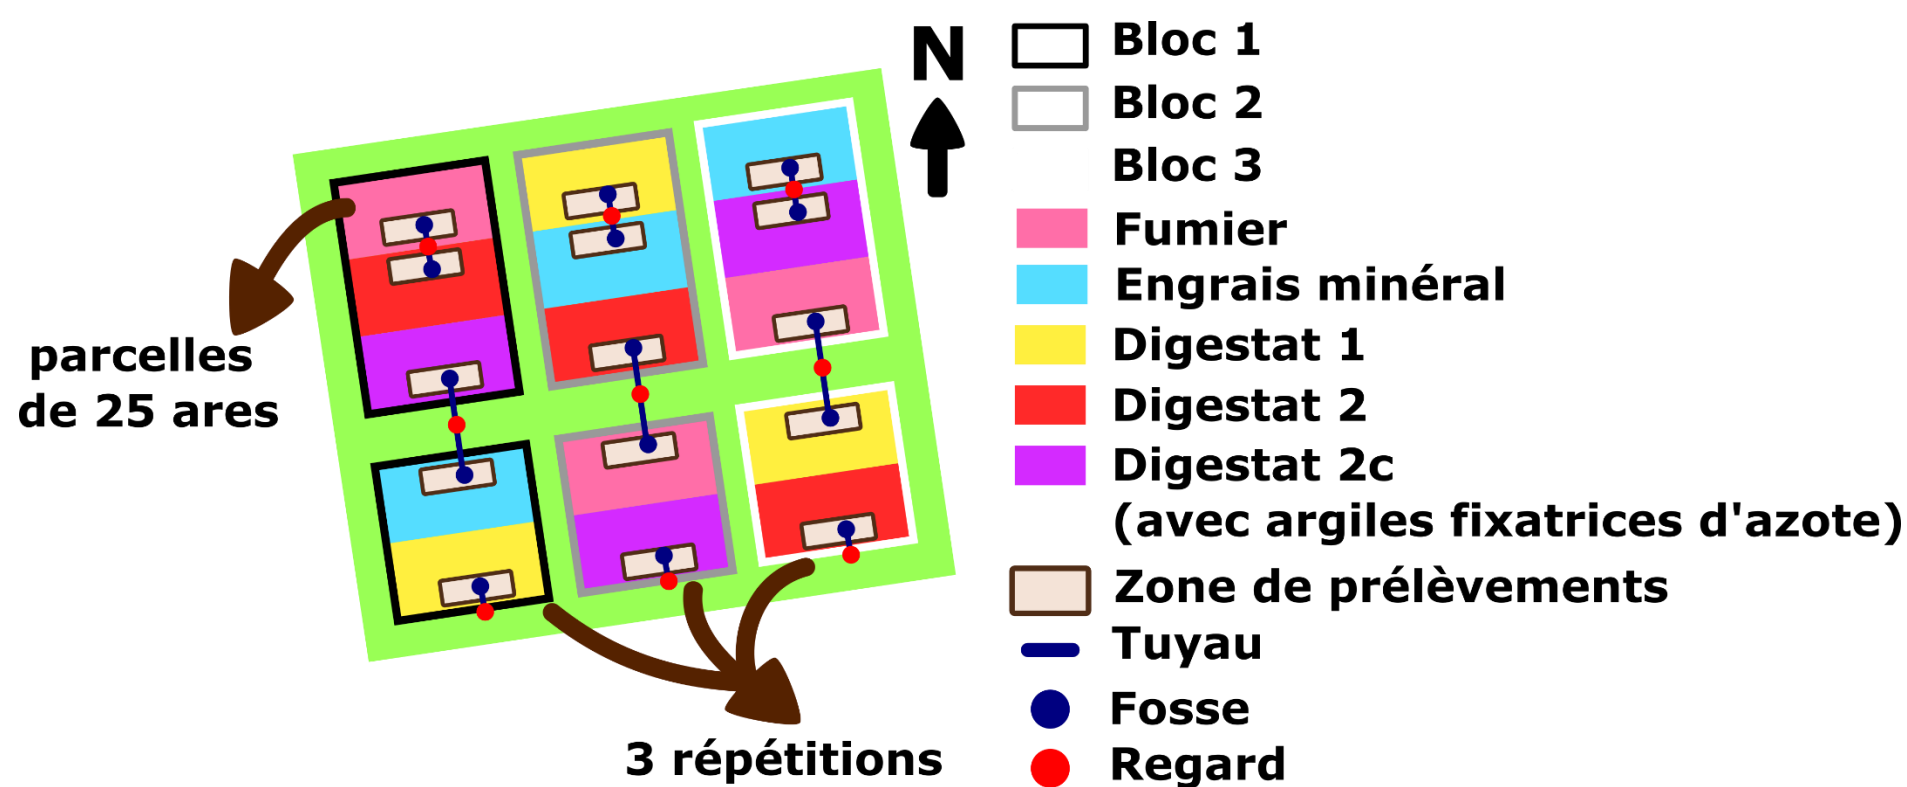 N
parcelles
de 25 ares
3 répétitions
Bloc 1
Bloc 2
Bloc 3
Fumier
Engrais minéral
Digestat 1
Digestat 2
Digestat 2c
(avec argiles fixatrices d'azote)
Zone de prélèvements
Tuyau
Fosse
Regard